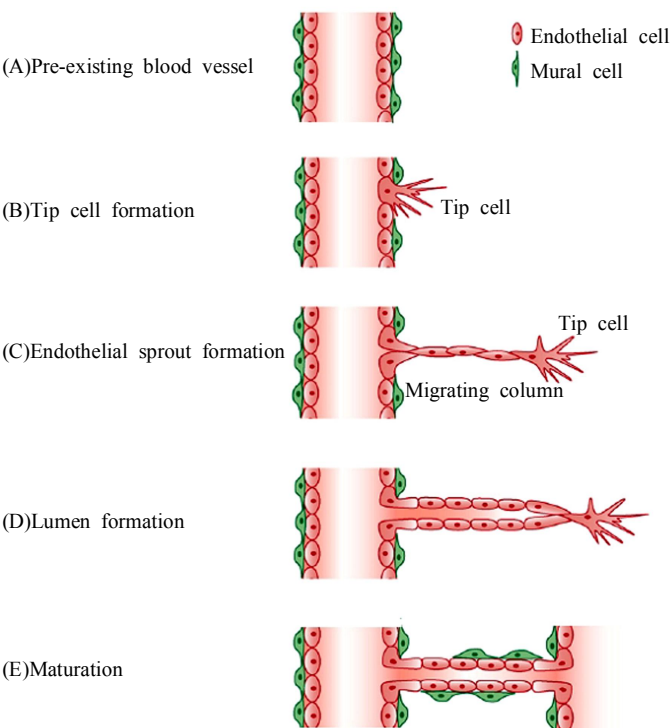 Endothelial cell
(A)Pre-existing blood vessel
Mural cell
(B)Tip cell formation
Tip cell
Tip cell
(C)Endothelial sprout formation
Migrating column
(D)Lumen formation
(E)Maturation